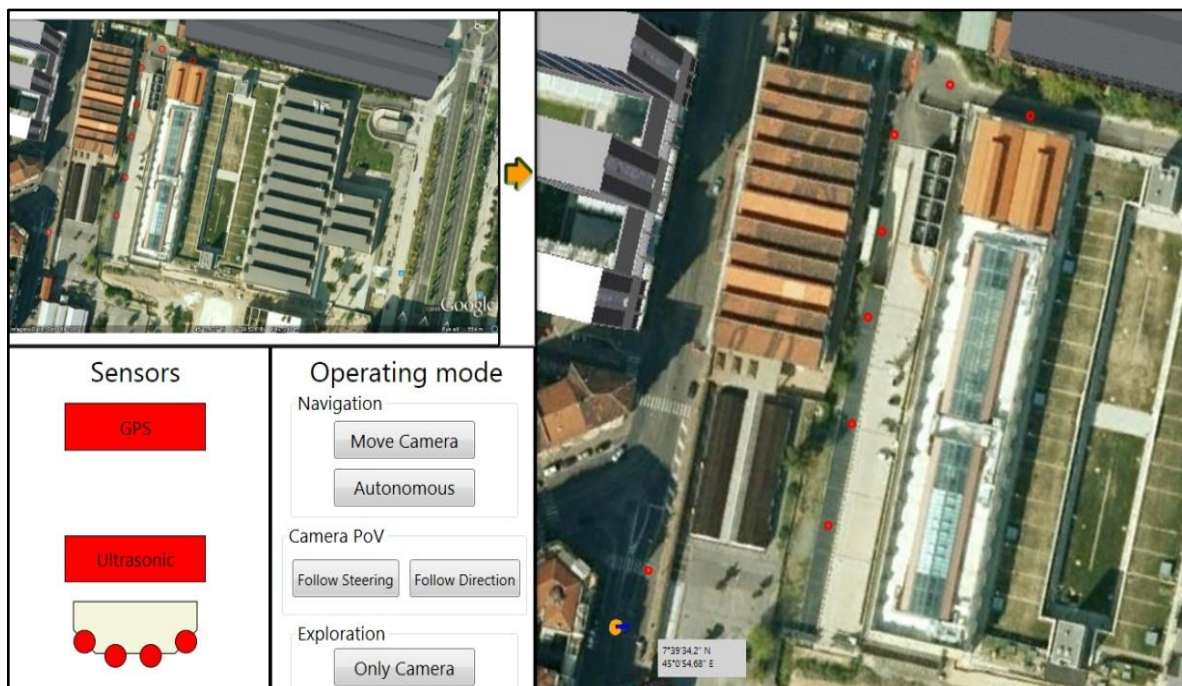 Google
Sensors
GPS
Ultrasonic
Operating mode
Navigation
Move Camera
Autonomous
Camera PoV
Follow Steering
Follow Direction
Exploration
Only Camera
7°39'34,2" N
45°0'54,68" E